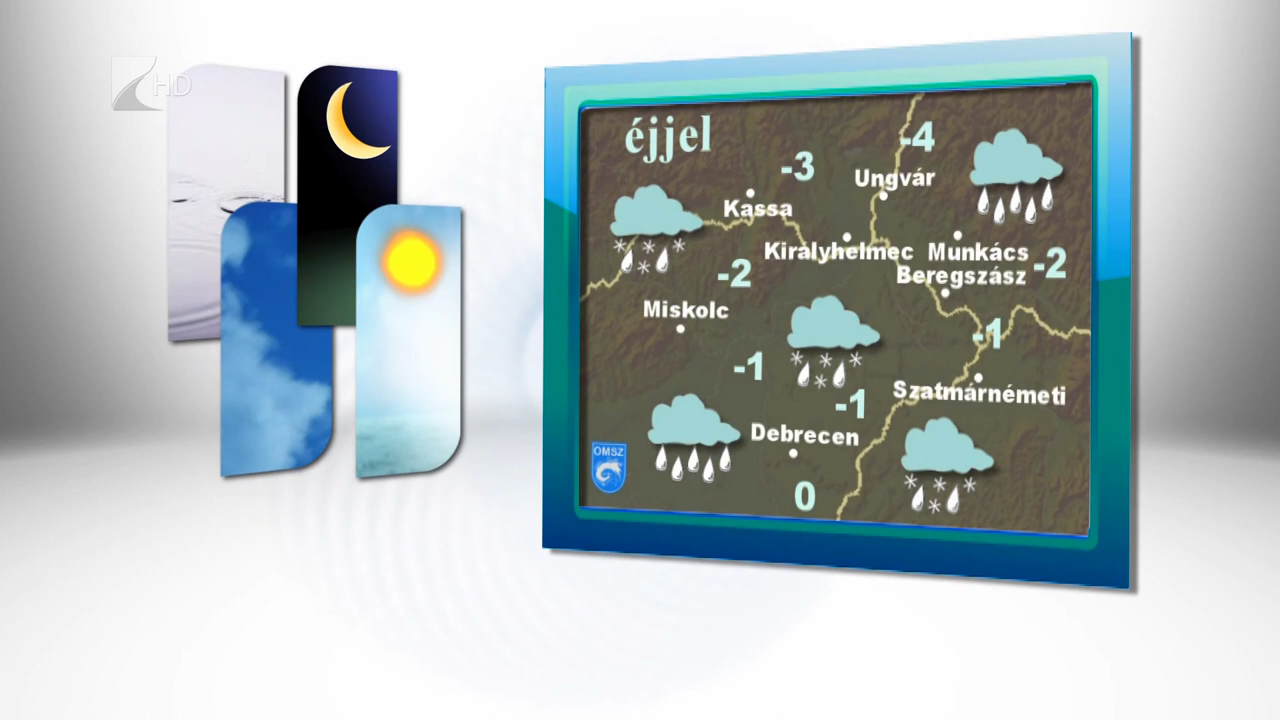 HD
éjjel
-4
-3
Ungvár
Kassa
Királyhelmec
Munkács
-2
Beregszász
-2
Miskolc
-1
-1
Szatmárnémeti
-1
Debrecen
OMSZ
0